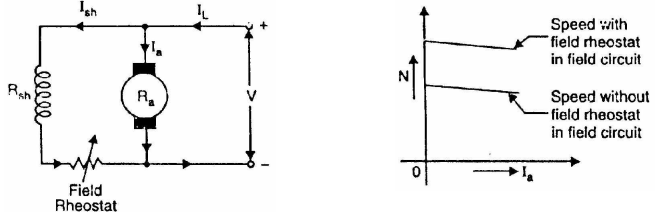 I_sh
I_L
+
I_a
R_sh
R_a
V
−
Field
Rheostat
Speed with
field rheostat
in field circuit
N
Speed without
field rheostat
in field circuit
0
I_a